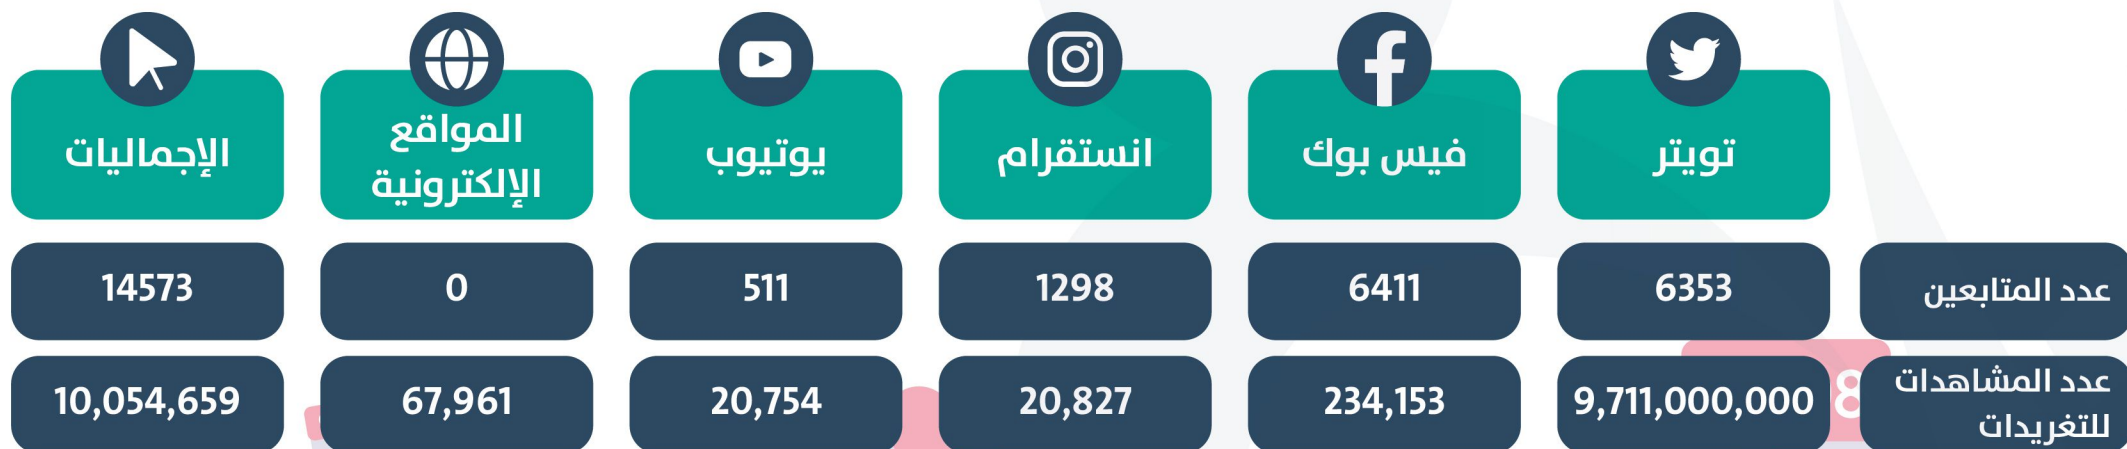 تويتر
فيس بوك
انستقرام
يوتيوب
المواقع
الإلكترونية
الإجماليات
عدد المتابعين
6353
6411
1298
511
0
14573
عدد المشاهدات
للتغريدات
9,711,000,000
234,153
20,827
20,754
67,961
10,054,659
8